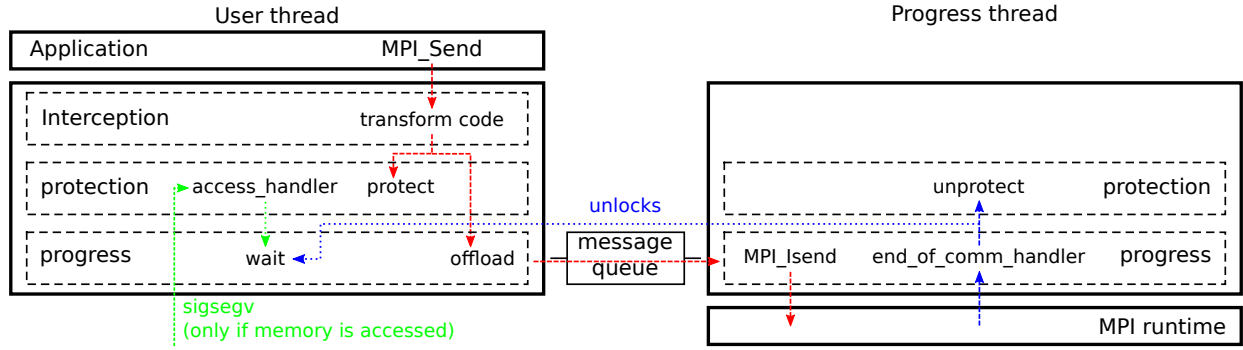 User thread
Progress thread
Application
MPI_Send
Interception
transform code
protection
access_handler
protect
unprotect
protection
unlocks
progress
wait
offload
message
queue
MPI_Isend
end_of_comm_handler
progress
sigsegv
(only if memory is accessed)
MPI runtime